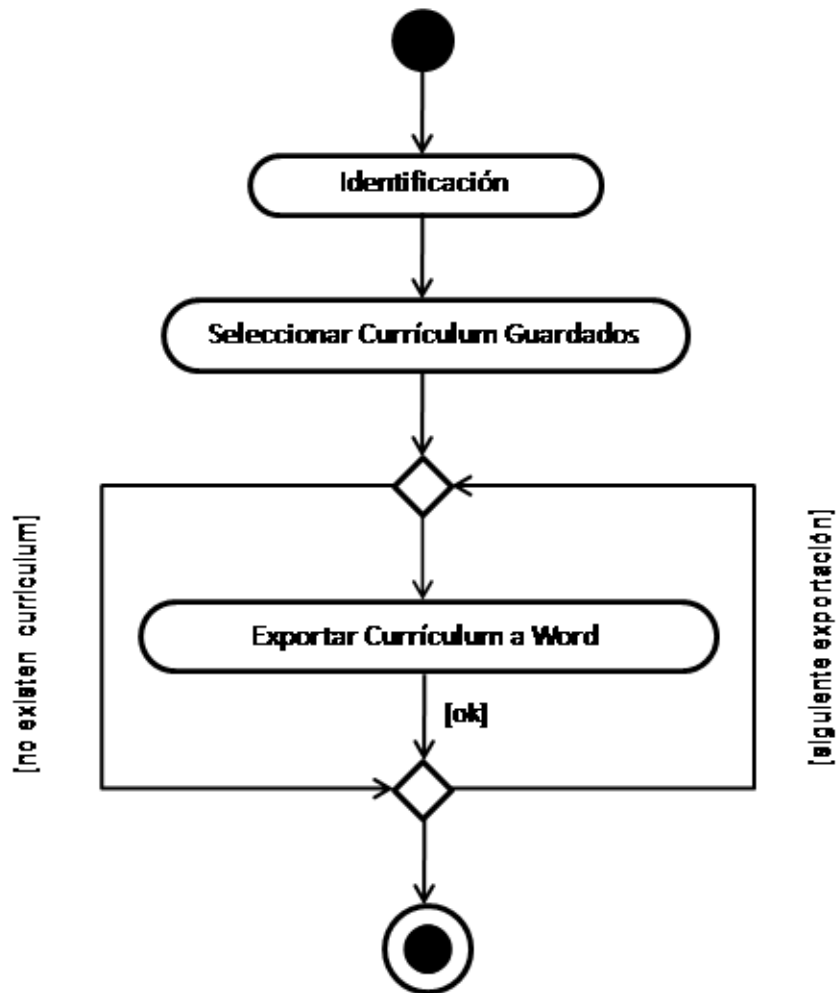 Identificación
Seleccionar Currículum Guardados
[no existen curriculum]
[siguiente exportación]
Exportar Currículum a Word
[ok]